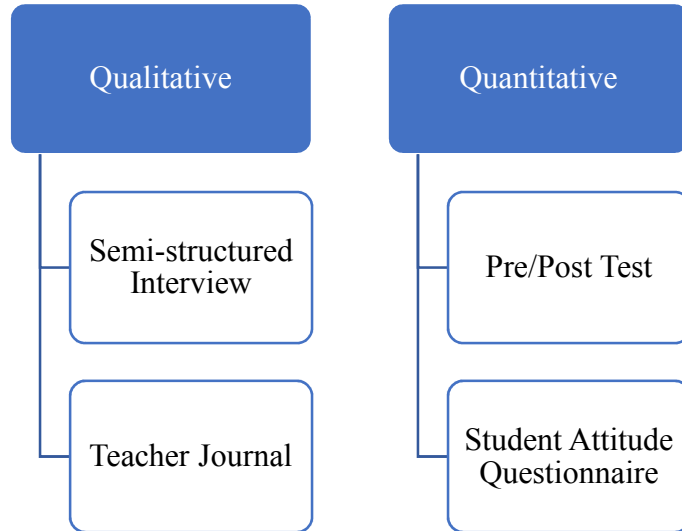 Qualitative
Semi-structured
Interview
Teacher Journal
Quantitative
Pre/Post Test
Student Attitude
Questionnaire